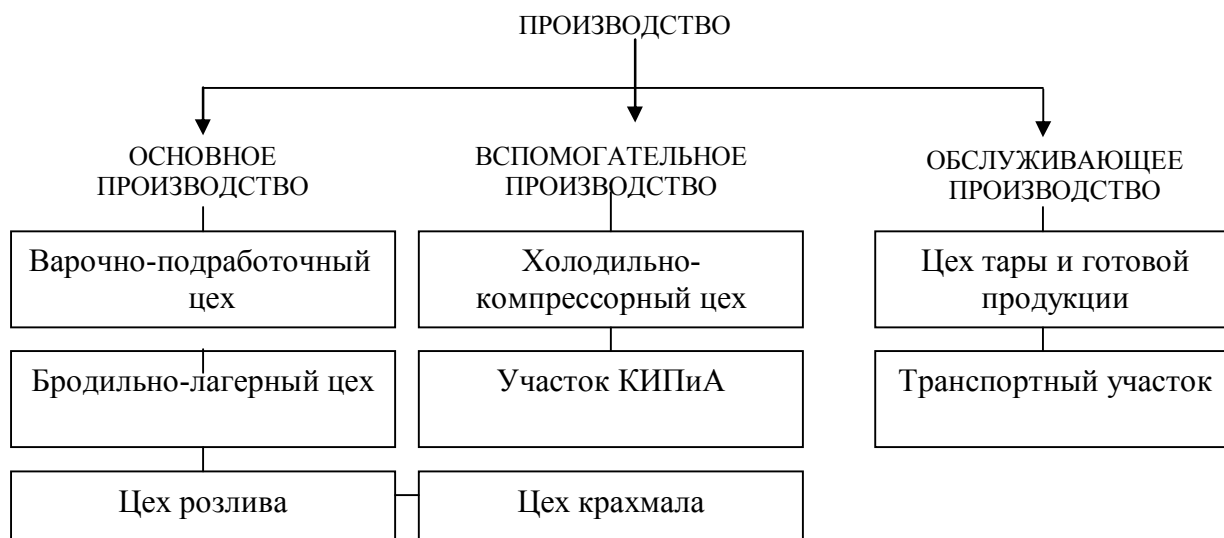 ПРОИЗВОДСТВО
ОСНОВНОЕ
ПРОИЗВОДСТВО
ВСПОМОГАТЕЛЬНОЕ
ПРОИЗВОДСТВО
ОБСЛУЖИВАЮЩЕЕ
ПРОИЗВОДСТВО
Варочно-подработочный
цех
Холодильно-
компрессорный цех
Цех тары и готовой
продукции
Бродильно-лагерный цех
Участок КИПиА
Транспортный участок
Цех розлива
Цех крахмала